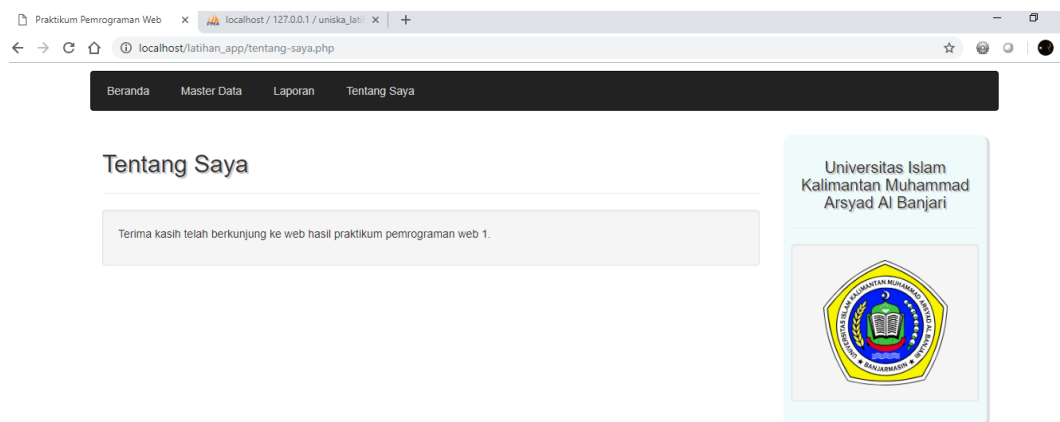 Praktikum Pemrograman Web
localhost / 127.0.0.1 / uniska_lati
localhost/latihan_app/tentang-saya.php
Beranda Master Data Laporan Tentang Saya
Tentang Saya
Terima kasih telah berkunjung ke web hasil praktikum pemrograman web 1.
Universitas Islam
Kalimantan Muhammad
Arsyad Al Banjari
UNIVERSITAS ISLAM KALIMANTAN MUHAMMAD ARSYAD AL BANJARI
BANJARMASIN